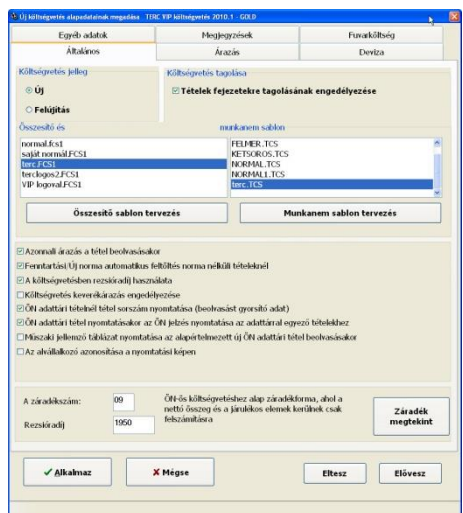 Új költségvetés alapadatainak megadása TERC VIP költségvetés 2010.1 - GOLD
Egyéb adatok
Megjegyzések
Fuvarköltség
Általános
Árazás
Deviza
Költségvetés jelleg
Új
Felújítás
Költségvetés tagolása
Tételek fejezetekre tagolásának engedélyezése
Összesítő és
munkanem sablon
normal.fcs1
saját normál.FCS1
terc.FCS1
terclogos2.FCS1
VIP logoval.FCS1
FELMER.TCS
KETSOROS.TCS
NORMAL.TCS
NORMAL1.TCS
terc.TCS
Összesítő sablon tervezés
Munkanem sablon tervezés
Azonnali árazás a tétel beolvasásakor
Fenntartási/Új norma automatikus feltöltés norma nélküli tételeknél
A költségvetésben rezsióradíj használata
Költségvetés keverékárazás engedélyezése
ÖN adattári tételnél tétel sorszám nyomtatása (beolvasást gyorsító adat)
ÖN adattári tétel nyomtatásakor az ÖN jelzés nyomtatása az adattárral egyező tételekhez
Műszaki jellemző táblázat nyomtatása az alapértelmezett új ÖN adattári tétel beolvasásakor
Az alvállalkozó azonosítása a nyomtatási képen
A záradékszám:
09
Rezsióradíj
1950
ÖN-ös költségvetéshez alap záradékforma, ahol a
nettó összeg és a járulékos elemek kerülnek csak
felszámításra
Záradék
megtekint
Alkalmaz
Mégse
Eltesz
Elővesz